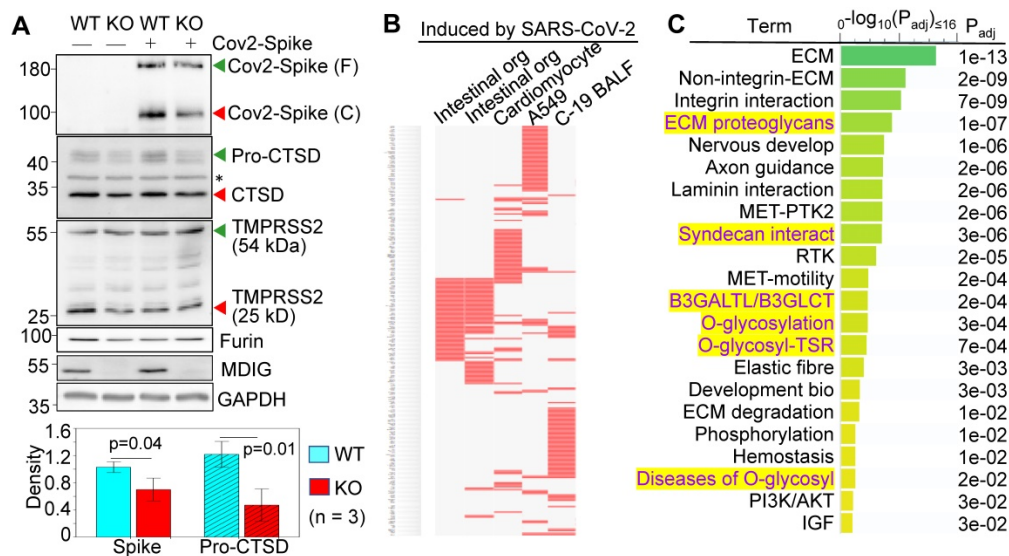 A
WT KO WT KO
— — + + Cov2-Spike
180
Cov2-Spike (F)
100
Cov2-Spike (C)
40
Pro-CTSD
*
35
CTSD
55
TMPRSS2
(54 kDa)
TMPRSS2
(25 kD)
25
100
Furin
55
MDIG
35
GAPDH
Density
1.6
1.2
0.8
0.4
0
p=0.04
p=0.01
Spike
Pro-CTSD
WT
KO
(n = 3)
B
Induced by SARS-CoV-2
Intestinal org
Intestinal org
Cardiomyocyte
A549
C-19 BALF
C
Term 0-log10(Padj)≤16 Padj
ECM 1e-13
Non-integrin-ECM 2e-09
Integrin interaction 7e-09
ECM proteoglycans 1e-07
Nervous develop 1e-06
Axon guidance 2e-06
Laminin interaction 2e-06
MET-PTK2 2e-06
Syndecan interact 3e-06
RTK 2e-05
MET-motility 2e-04
B3GALTL/B3GLCT 2e-04
O-glycosylation 3e-04
O-glycosyl-TSR 7e-04
Elastic fibre 3e-03
Development bio 3e-03
ECM degradation 1e-02
Phosphorylation 1e-02
Hemostasis 1e-02
Diseases of O-glycosyl 2e-02
PI3K/AKT 3e-02
IGF 3e-02